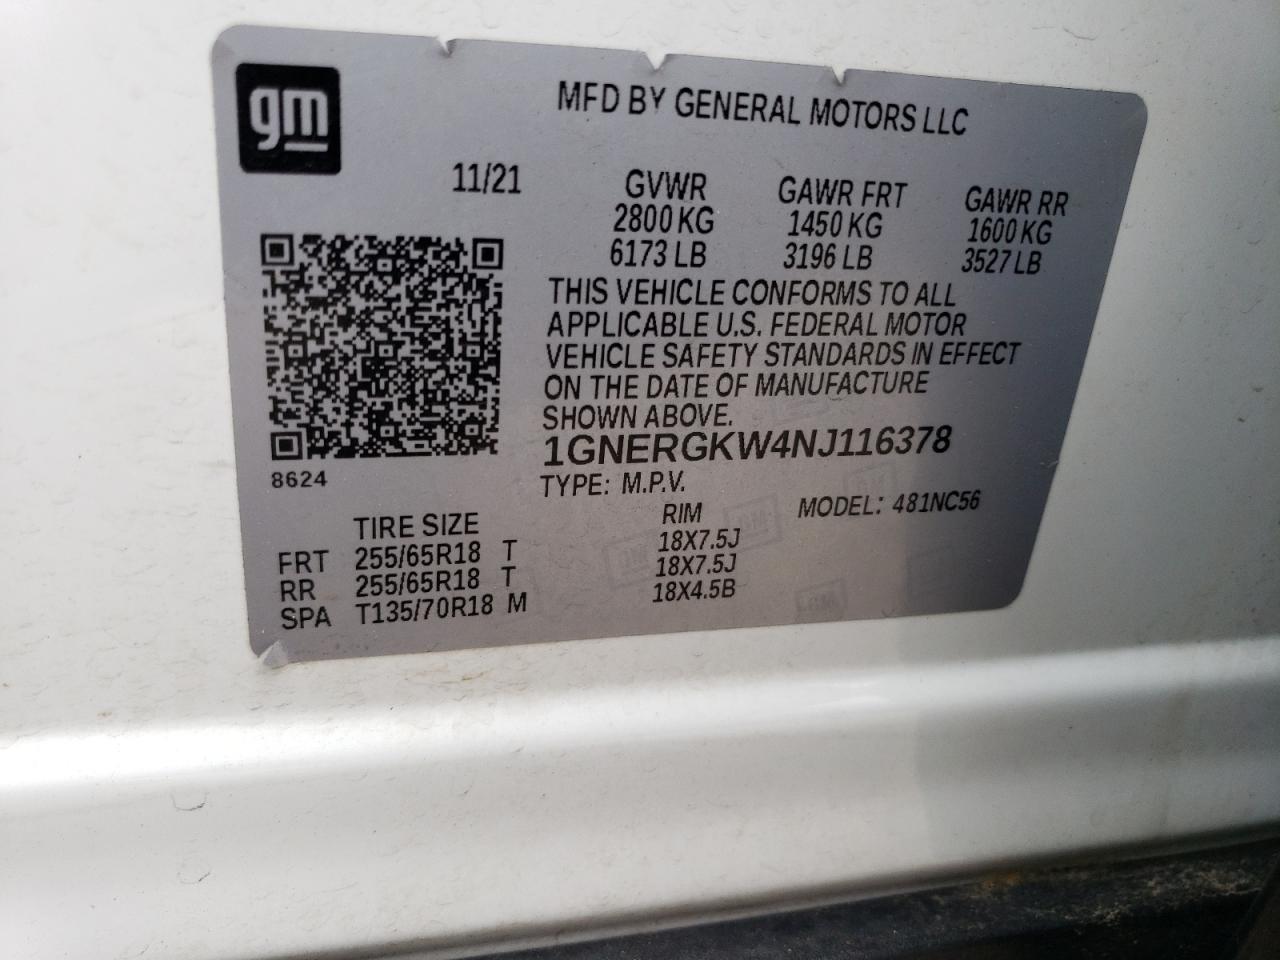 gm
MFD BY GENERAL MOTORS LLC
11/21 GVWR GAWR FRT GAWR RR
2800 KG 1450 KG 1600 KG
6173 LB 3196 LB 3527 LB
THIS VEHICLE CONFORMS TO ALL
APPLICABLE U.S. FEDERAL MOTOR
VEHICLE SAFETY STANDARDS IN EFFECT
ON THE DATE OF MANUFACTURE
SHOWN ABOVE.
1GNERGKW4NJ116378
8624
TYPE: M.P.V. MODEL: 481NC56
TIRE SIZE RIM
FRT 255/65R18 T 18X7.5J
RR 255/65R18 T 18X7.5J
SPA T135/70R18 M 18X4.5B